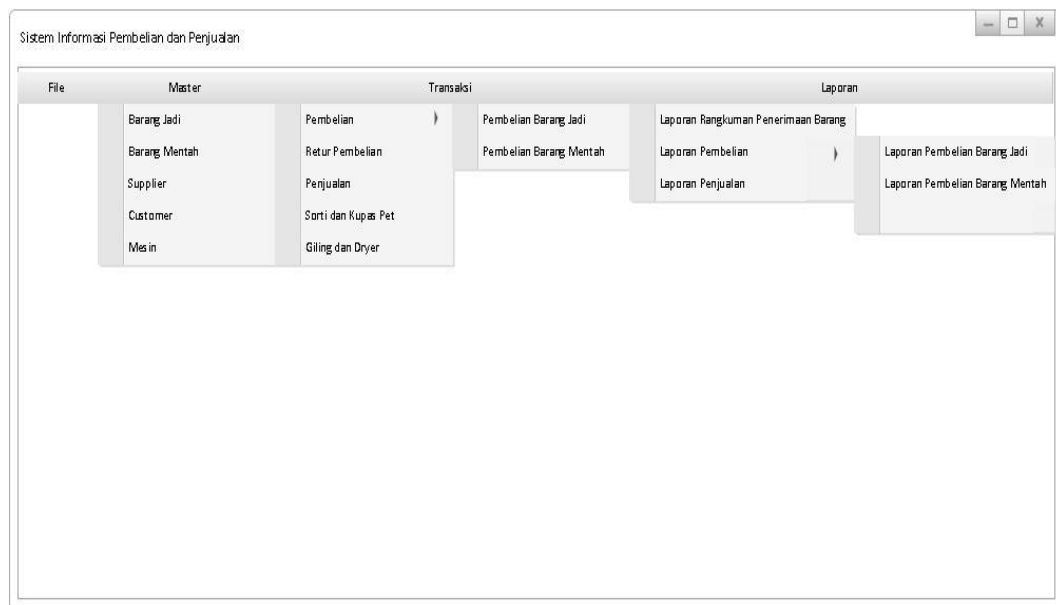 Sistem Informasi Pembelian dan Penjualan
File Master Transaksi Laporan
Barang Jadi
Barang Mentah
Supplier
Customer
Mesin
Pembelian
Retur Pembelian
Penjualan
Sorti dan Kupas Pet
Giling dan Dryer
Pembelian Barang Jadi
Pembelian Barang Mentah
Laporan Rangkuman Penerimaan Barang
Laporan Pembelian
Laporan Penjualan
Laporan Pembelian Barang Jadi
Laporan Pembelian Barang Mentah